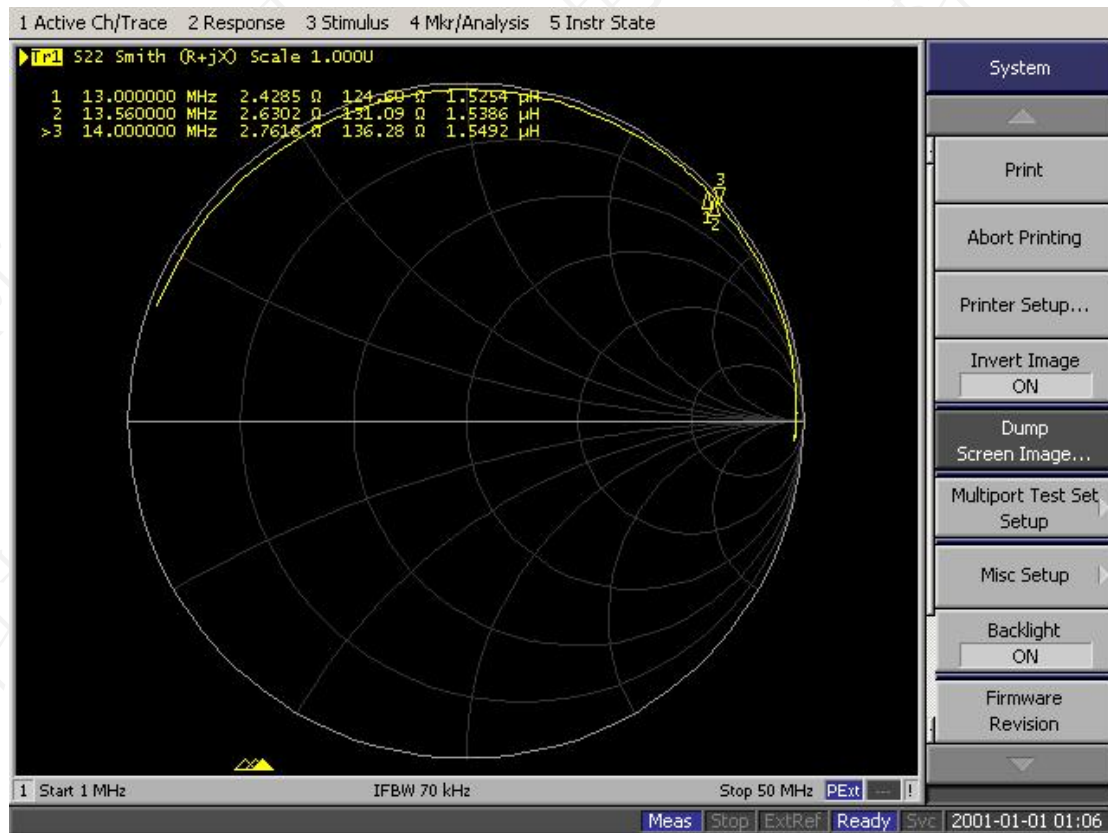 1 Active Ch/Trace 2 Response 3 Stimulus 4 Mkr/Analysis 5 Instr State
Tr1 S22 Smith (R+jX) Scale 1.000U
1 13.000000 MHz 2.4285 Ω 124.60 Ω 1.5254 µH
2 13.560000 MHz 2.6302 Ω 131.09 Ω 1.5386 µH
>3 14.000000 MHz 2.7616 Ω 136.28 Ω 1.5492 µH
3
1
2
System
Print
Abort Printing
Printer Setup...
Invert Image
ON
Dump
Screen Image...
Multiport Test Set
Setup
Misc Setup
Backlight
ON
Firmware
Revision
1 Start 1 MHz IFBW 70 kHz Stop 50 MHz PExt --- !
Meas Stop ExtRef Ready Svc 2001-01-01 01:06